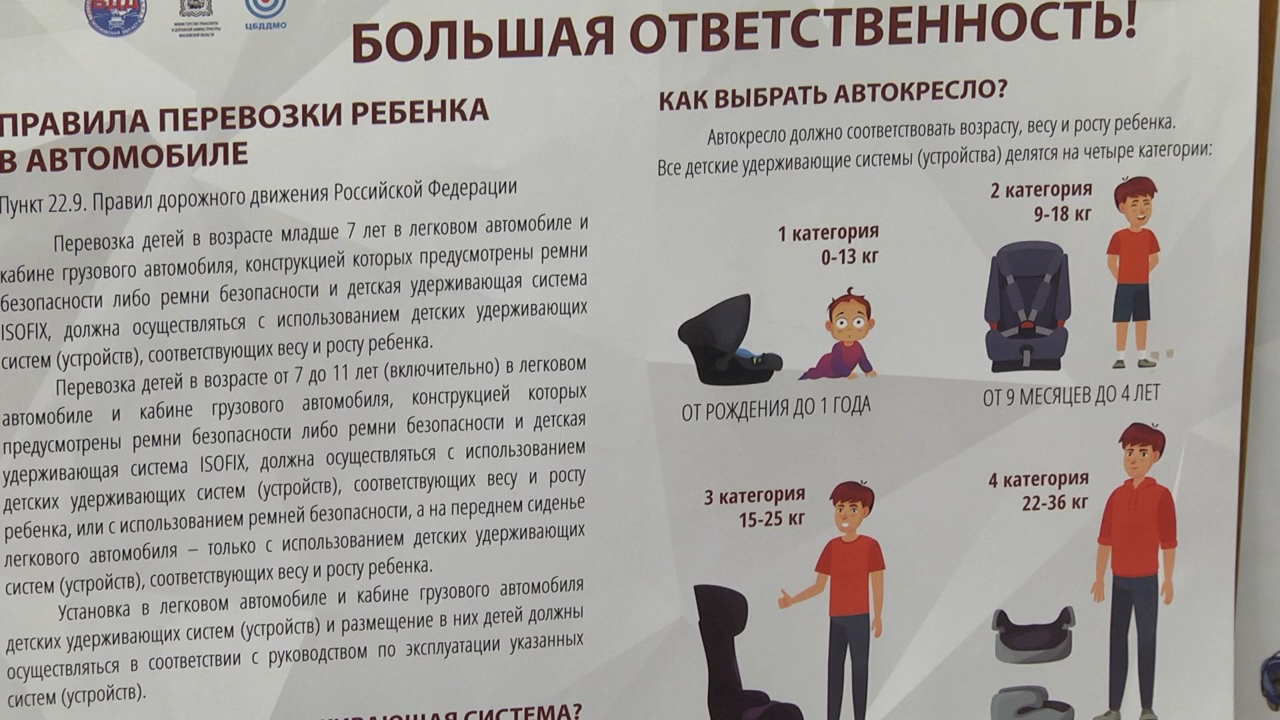 БДД
МИНИСТЕРСТВО ТРАНСПОРТА
И ДОРОЖНОЙ ИНФРАСТРУКТУРЫ
МОСКОВСКОЙ ОБЛАСТИ
ЦБДДМО
БОЛЬШАЯ ОТВЕТСТВЕННОСТЬ!
ПРАВИЛА ПЕРЕВОЗКИ РЕБЕНКА
В АВТОМОБИЛЕ
Пункт 22.9. Правил дорожного движения Российской Федерации
Перевозка детей в возрасте младше 7 лет в легковом автомобиле и
кабине грузового автомобиля, конструкцией которых предусмотрены ремни
безопасности либо ремни безопасности и детская удерживающая система
ISOFIX, должна осуществляться с использованием детских удерживающих
систем (устройств), соответствующих весу и росту ребенка.
Перевозка детей в возрасте от 7 до 11 лет (включительно) в легковом
автомобиле и кабине грузового автомобиля, конструкцией которых
предусмотрены ремни безопасности либо ремни безопасности и детская
удерживающая система ISOFIX, должна осуществляться с использованием
детских удерживающих систем (устройств), соответствующих весу и росту
ребенка, или с использованием ремней безопасности, а на переднем сиденье
легкового автомобиля – только с использованием детских удерживающих
систем (устройств), соответствующих весу и росту ребенка.
Установка в легковом автомобиле и кабине грузового автомобиля
детских удерживающих систем (устройств) и размещение в них детей должны
осуществляться в соответствии с руководством по эксплуатации указанных
систем (устройств).
СИСТЕМА?
КАК ВЫБРАТЬ АВТОКРЕСЛО?
Автокресло должно соответствовать возрасту, весу и росту ребенка.
Все детские удерживающие системы (устройства) делятся на четыре категории:
1 категория
0-13 кг
ОТ РОЖДЕНИЯ ДО 1 ГОДА
2 категория
9-18 кг
ОТ 9 МЕСЯЦЕВ ДО 4 ЛЕТ
3 категория
15-25 кг
4 категория
22-36 кг